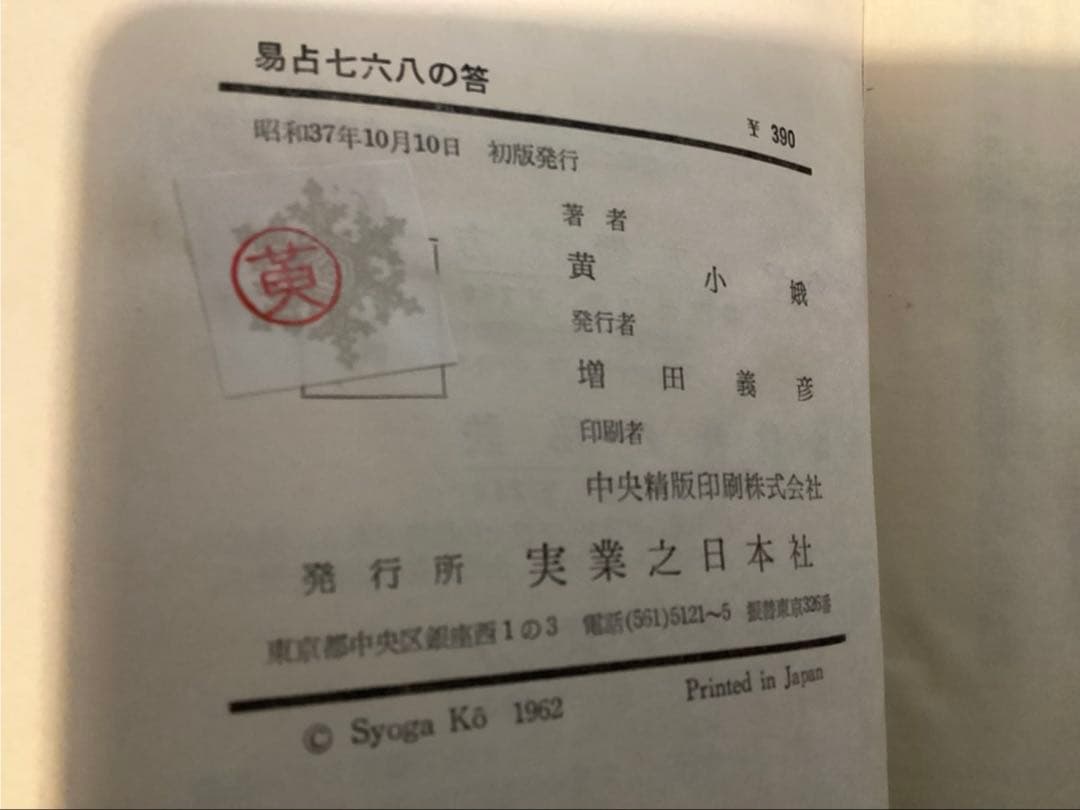 易占七六八の答
¥ 390
昭和37年10月10日 初版発行
黄
著者
黄小娥
発行者
増田義彦
印刷者
中央精版印刷株式会社
発行所 実業之日本社
東京都中央区銀座西1の3 電話(561)5121〜5 振替東京326番
Printed in Japan
© Syoga Kō 1962